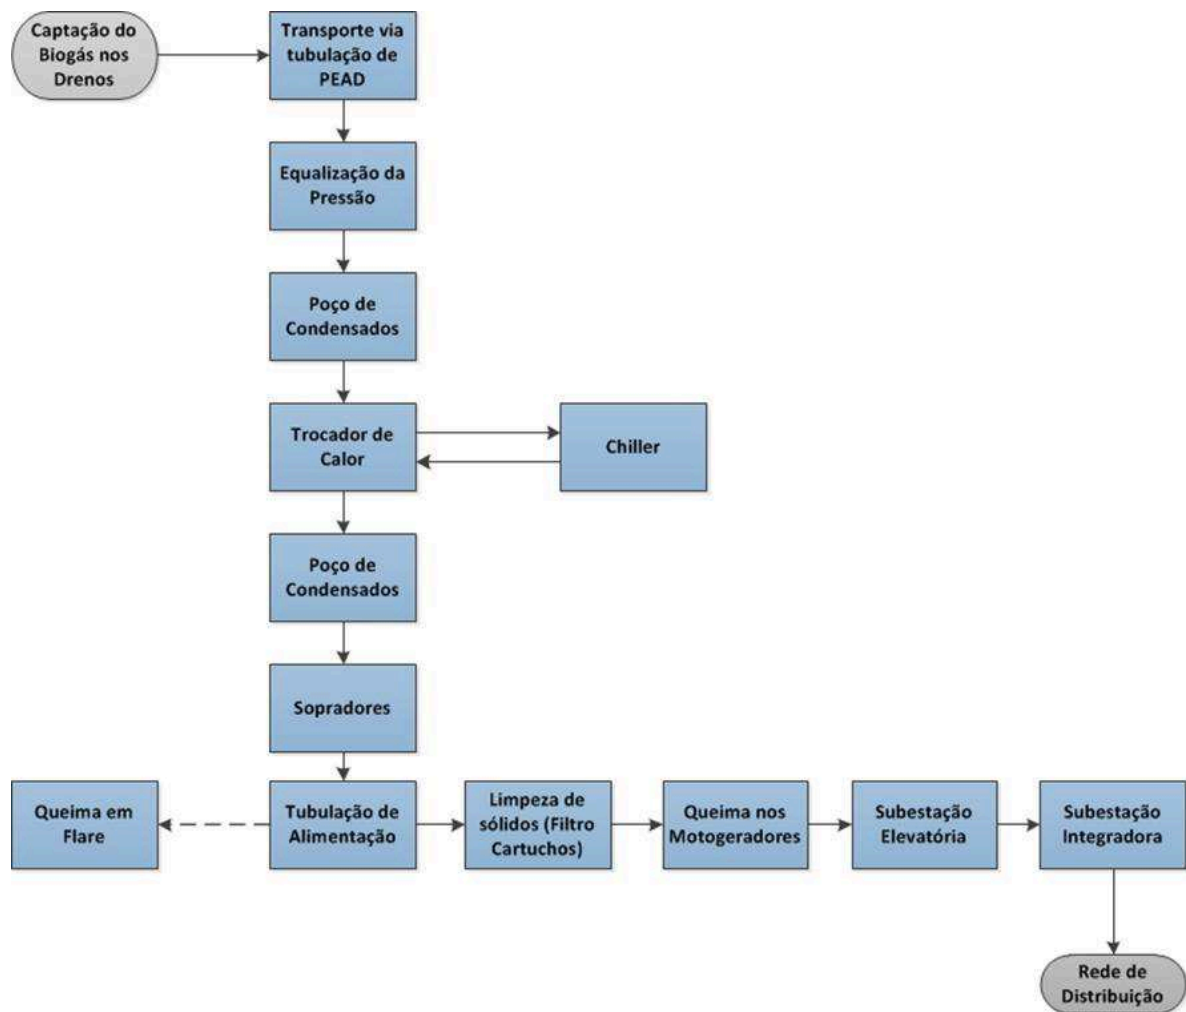 Captação do
Biogás nos
Drenos
Transporte via
tubulação de
PEAD
Equalização da
Pressão
Poço de
Condensados
Trocador de
Calor
Chiller
Poço de
Condensados
Sopradores
Queima em
Flare
Tubulação de
Alimentação
Limpeza de
sólidos (Filtro
Cartuchos)
Queima nos
Motogeradores
Subestação
Elevatória
Subestação
Integradora
Rede de
Distribuição